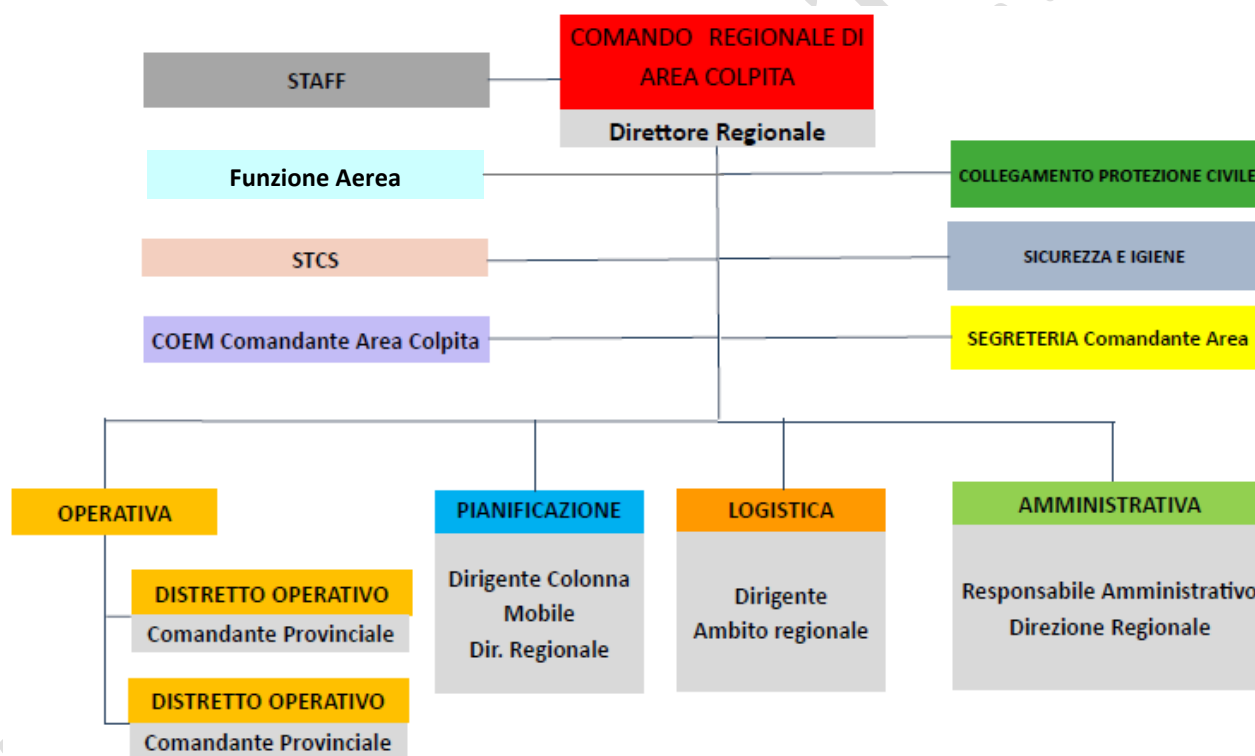 COMANDO REGIONALE DI
AREA COLPITA
Direttore Regionale
STAFF
Funzione Aerea
COLLEGAMENTO PROTEZIONE CIVILE
STCS
SICUREZZA E IGIENE
COEM Comandante Area Colpita
SEGRETERIA Comandante Area
OPERATIVA
DISTRETTO OPERATIVO
Comandante Provinciale
DISTRETTO OPERATIVO
Comandante Provinciale
PIANIFICAZIONE
Dirigente Colonna
Mobile
Dir. Regionale
LOGISTICA
Dirigente
Ambito regionale
AMMINISTRATIVA
Responsabile Amministrativo
Direzione Regionale